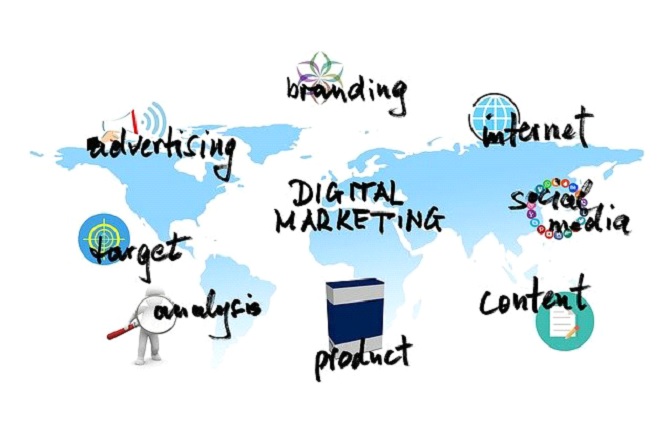 branding
advertising
internet
DIGITAL
MARKETING
social
media
target
analysis
content
product